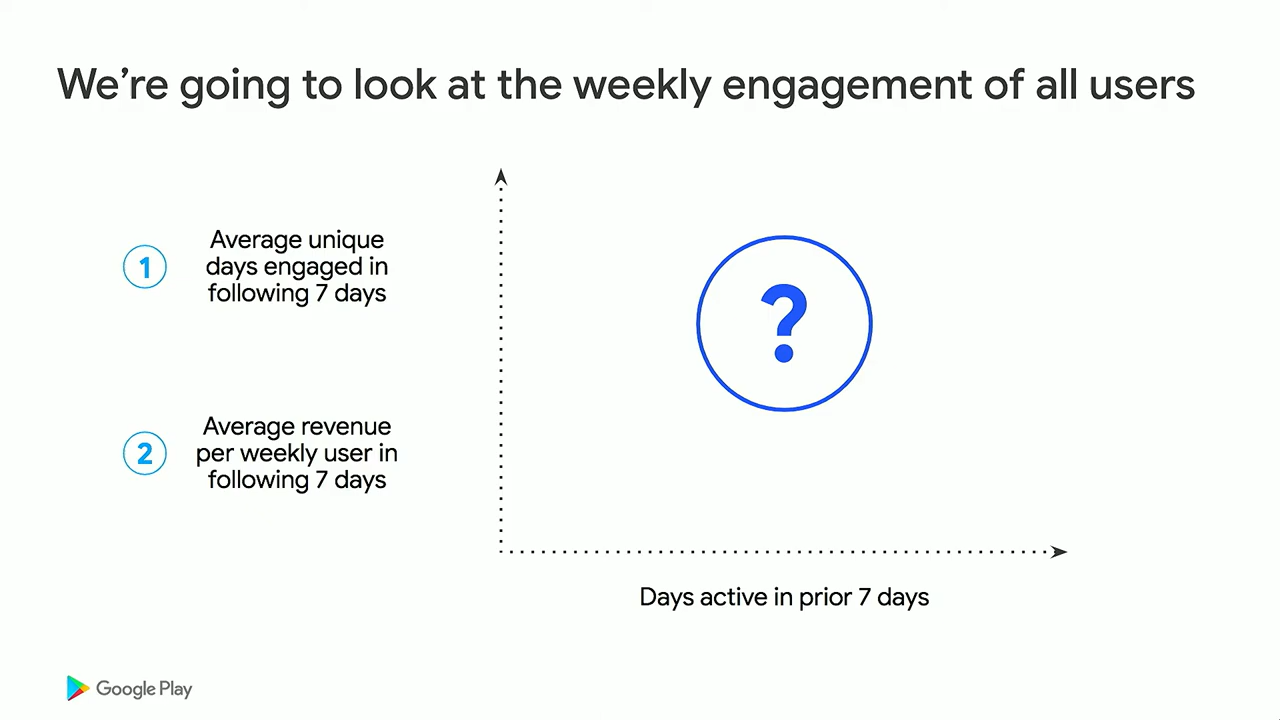 We’re going to look at the weekly engagement of all users
1
Average unique
days engaged in
following 7 days
2
Average revenue
per weekly user in
following 7 days
?
Days active in prior 7 days
Google Play